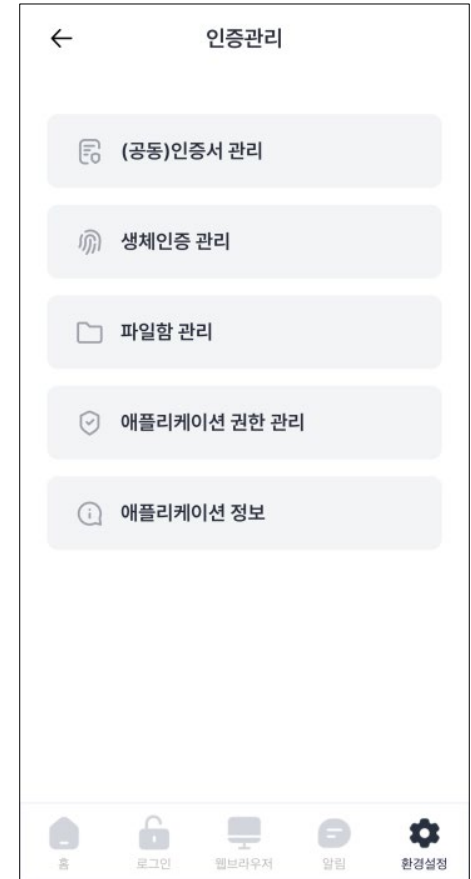 인증관리
(공동)인증서 관리
생체인증 관리
파일함 관리
애플리케이션 권한 관리
애플리케이션 정보
홈 로그인 웹브라우저 알림 환경설정